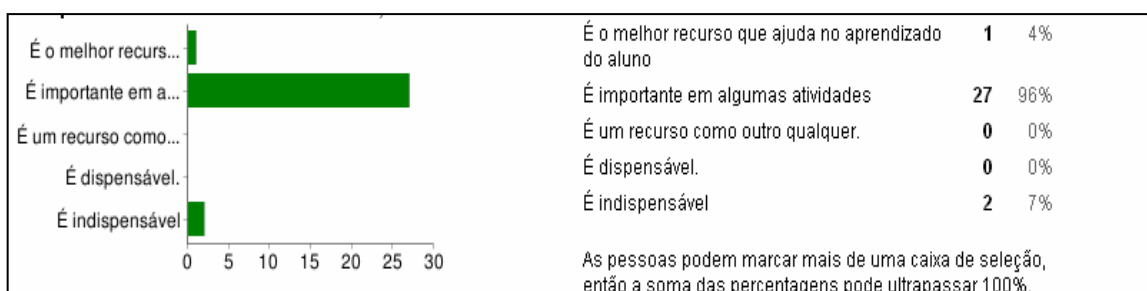 É o melhor recurs...
É importante em a...
É um recurso como...
É dispensável.
É indispensável
0 5 10 15 20 25 30
É o melhor recurso que ajuda no aprendizado 1 4%
do aluno
É importante em algumas atividades 27 96%
É um recurso como outro qualquer. 0 0%
É dispensável. 0 0%
É indispensável 2 7%
As pessoas podem marcar mais de uma caixa de seleção,
então a soma das percentagens pode ultrapassar 100%.